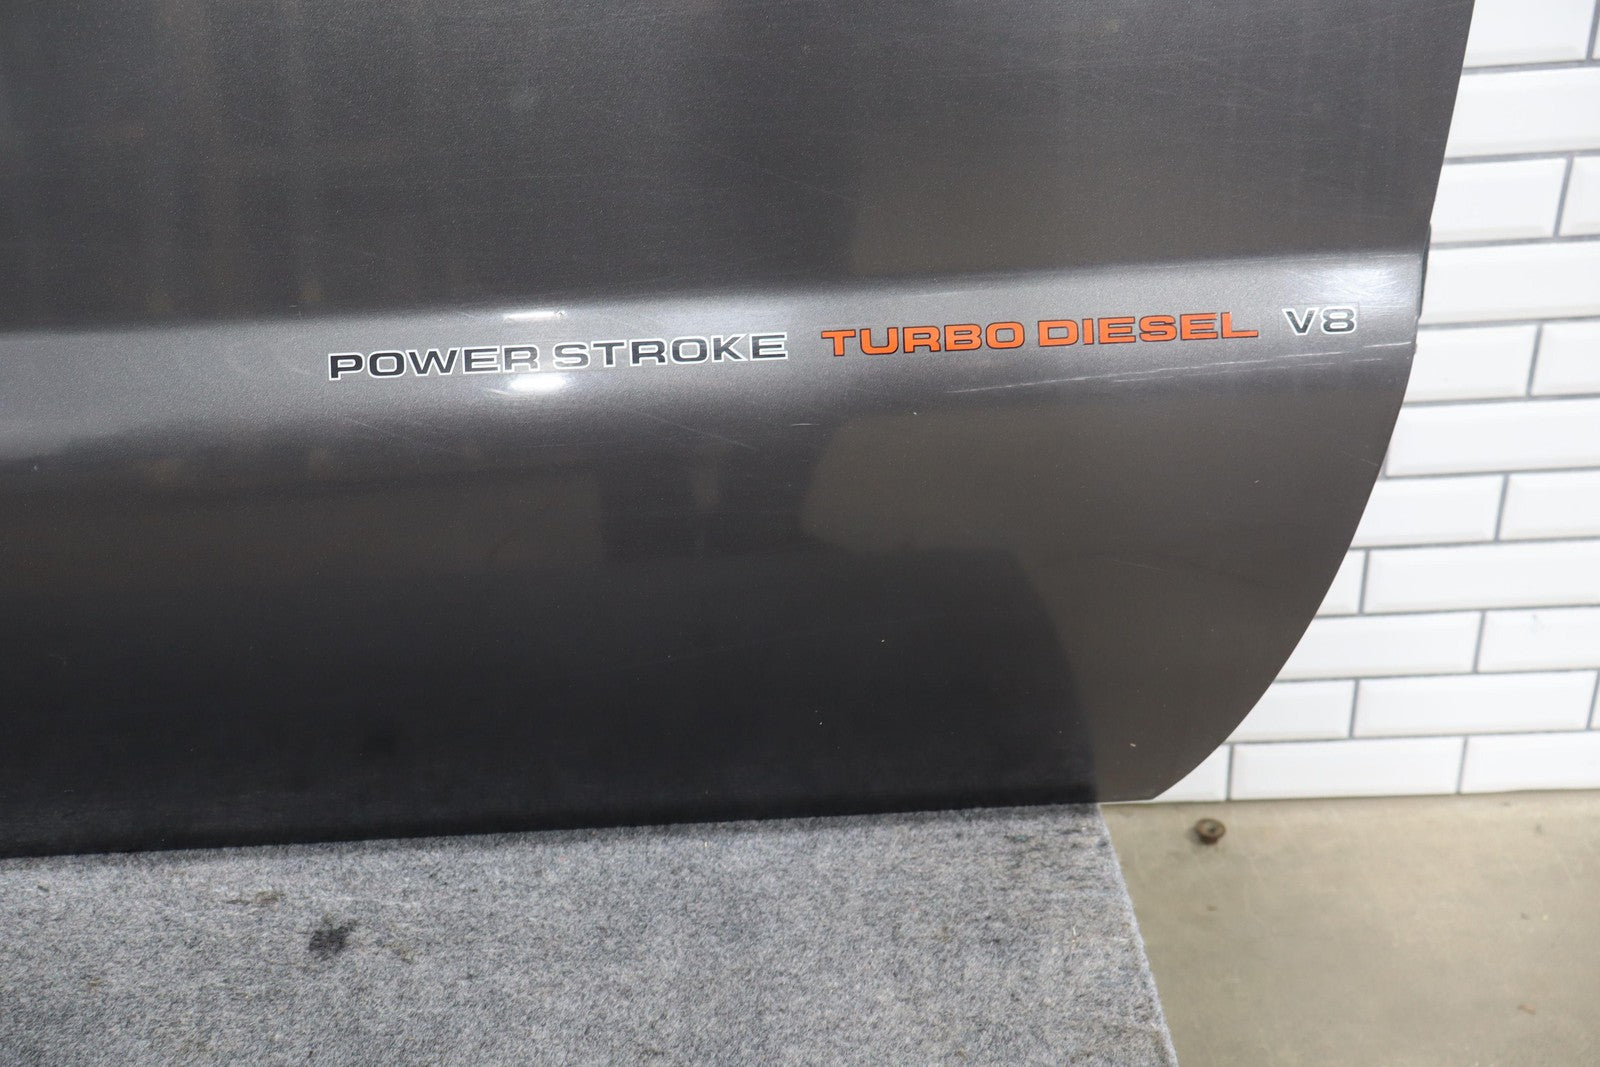 POWER STROKE TURBO DIESEL V8